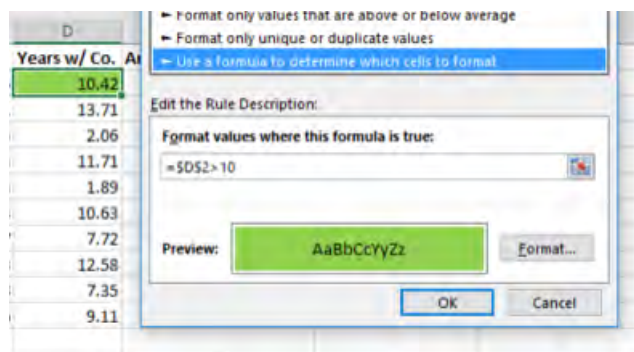 D
Years w/ Co.
10.42
13.71
2.06
11.71
1.89
10.63
7.72
12.58
7.35
9.11
► Format only values that are above or below average
► Format only unique or duplicate values
► Use a formula to determine which cells to format
Edit the Rule Description:
Format values where this formula is true:
=$D$2>10
Preview:
AaBbCcYyZz
Format...
OK
Cancel